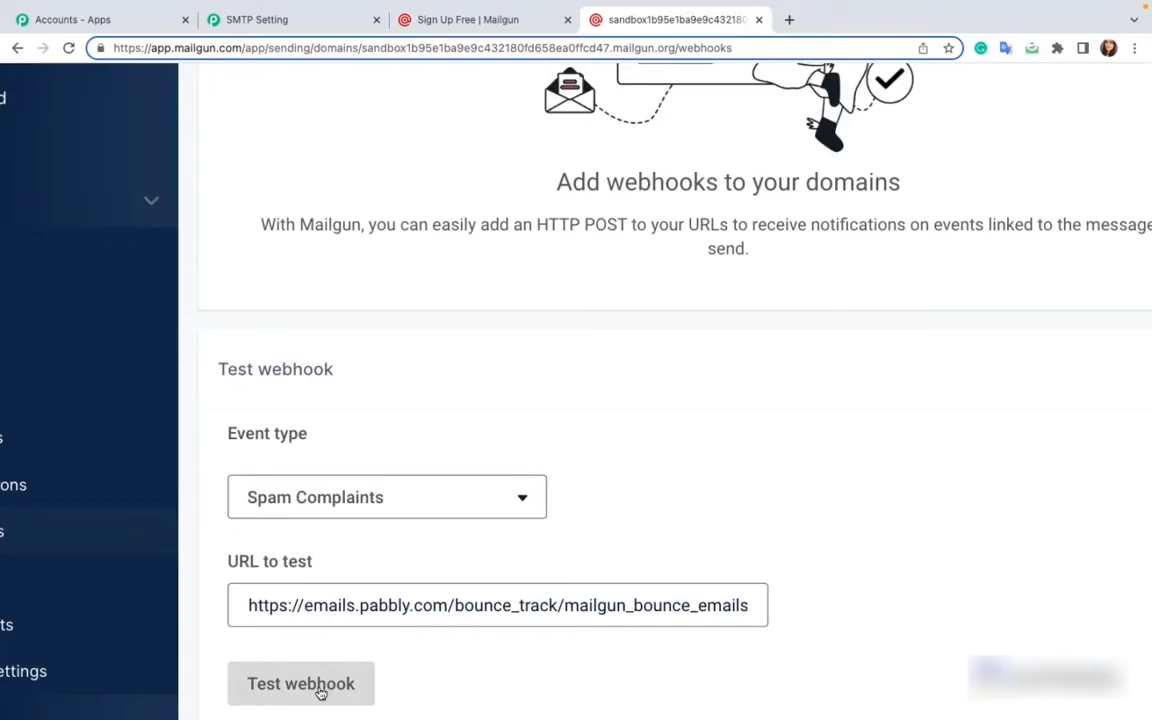 Accounts - Apps
SMTP Setting
Sign Up Free | Mailgun
sandbox1b95e1ba9e9c432180
https://app.mailgun.com/app/sending/domains/sandbox1b95e1ba9e9c432180fd658ea0ffcd47.mailgun.org/webhooks
d
Add webhooks to your domains
With Mailgun, you can easily add an HTTP POST to your URLs to receive notifications on events linked to the message
send.
Test webhook
Event type
s
ons
Spam Complaints
s
URL to test
https://emails.pabbly.com/bounce_track/mailgun_bounce_emails
ts
ettings
Test webhook